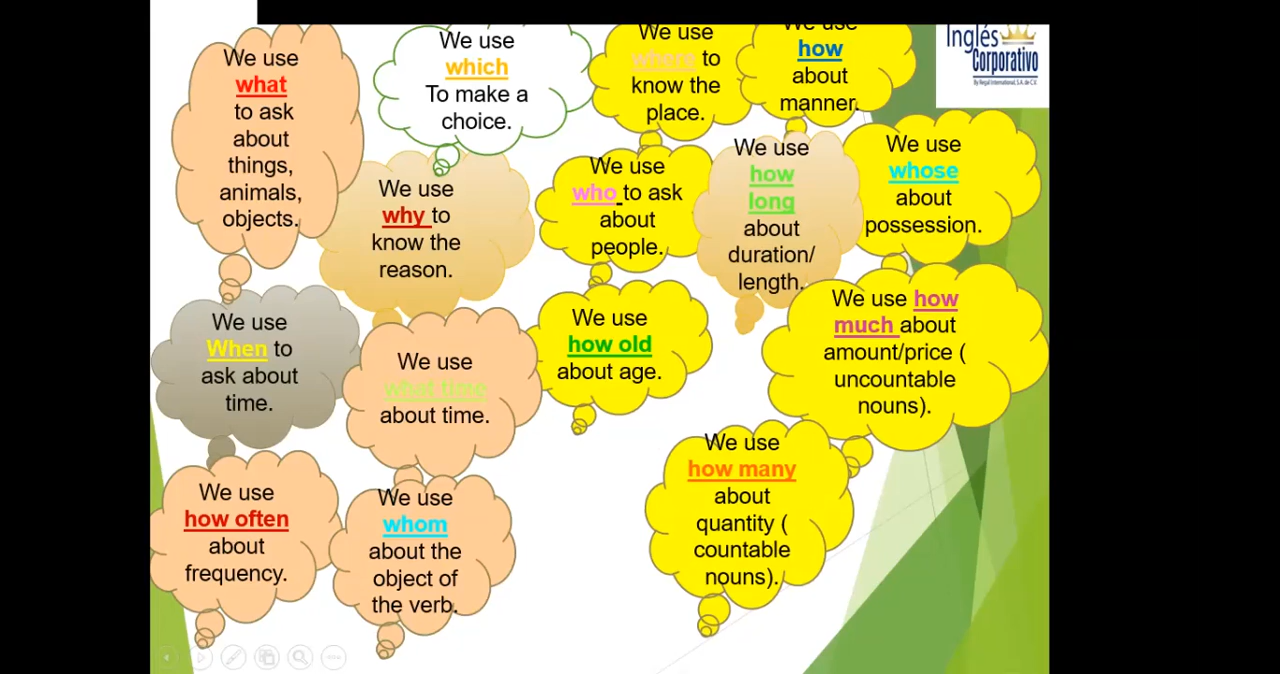 We use
what
to ask
about
things,
animals,
objects.
We use
which
To make a
choice.
We use
where to
know the
place.
We use
how
about
manner.
Inglés
Corporativo
By Regal International, S.A. de C.V.
We use
why to
know the
reason.
We use
who to ask
about
people.
We use
how
long
about
duration/
length.
We use
whose
about
possession.
We use
When to
ask about
time.
We use
what time
about time.
We use
how old
about age.
We use how
much about
amount/price (
uncountable
nouns).
We use
how often
about
frequency.
We use
whom
about the
object of
the verb.
We use
how many
about
quantity (
countable
nouns).